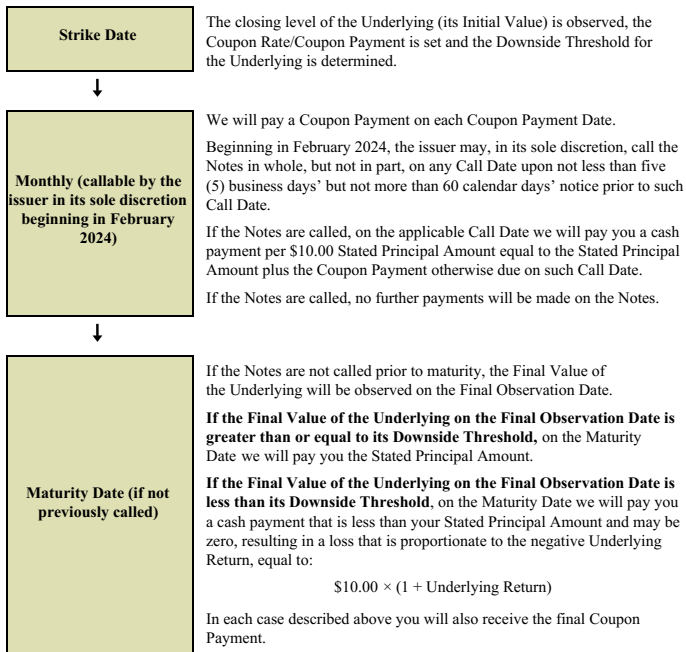 Strike Date
The closing level of the Underlying (its Initial Value) is observed, the
Coupon Rate/Coupon Payment is set and the Downside Threshold for
the Underlying is determined.
Monthly (callable by the
issuer in its sole discretion
beginning in February
2024)
We will pay a Coupon Payment on each Coupon Payment Date.
Beginning in February 2024, the issuer may, in its sole discretion, call the
Notes in whole, but not in part, on any Call Date upon not less than five
(5) business days’ but not more than 60 calendar days’ notice prior to such
Call Date.
If the Notes are called, on the applicable Call Date we will pay you a cash
payment per $10.00 Stated Principal Amount equal to the Stated Principal
Amount plus the Coupon Payment otherwise due on such Call Date.
If the Notes are called, no further payments will be made on the Notes.
Maturity Date (if not
previously called)
If the Notes are not called prior to maturity, the Final Value of
the Underlying will be observed on the Final Observation Date.
If the Final Value of the Underlying on the Final Observation Date is
greater than or equal to its Downside Threshold, on the Maturity
Date we will pay you the Stated Principal Amount.
If the Final Value of the Underlying on the Final Observation Date is
less than its Downside Threshold, on the Maturity Date we will pay you
a cash payment that is less than your Stated Principal Amount and may be
zero, resulting in a loss that is proportionate to the negative Underlying
Return, equal to:
$10.00 × (1 + Underlying Return)
In each case described above you will also receive the final Coupon
Payment.